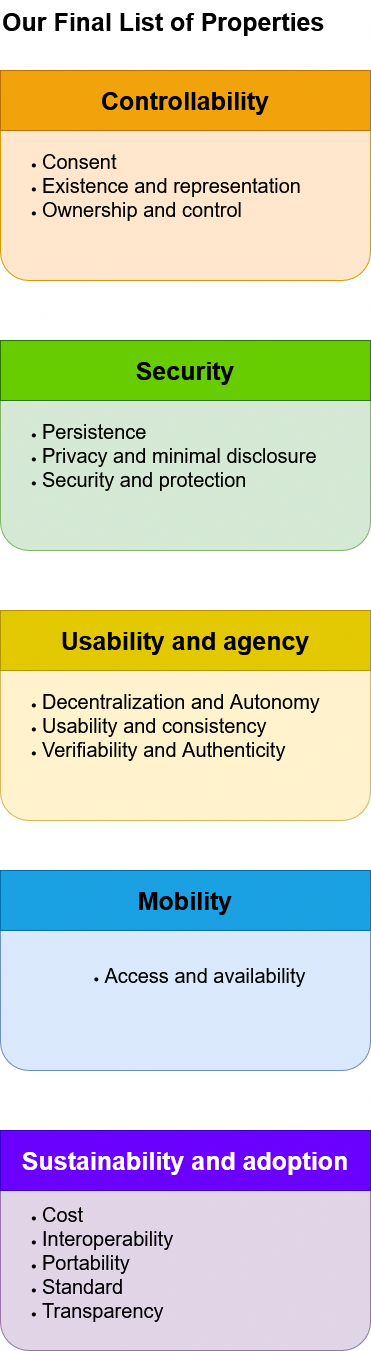 Our Final List of Properties
Controllability
• Consent
• Existence and representation
• Ownership and control
Security
• Persistence
• Privacy and minimal disclosure
• Security and protection
Usability and agency
• Decentralization and Autonomy
• Usability and consistency
• Verifiability and Authenticity
Mobility
• Access and availability
Sustainability and adoption
• Cost
• Interoperability
• Portability
• Standard
• Transparency